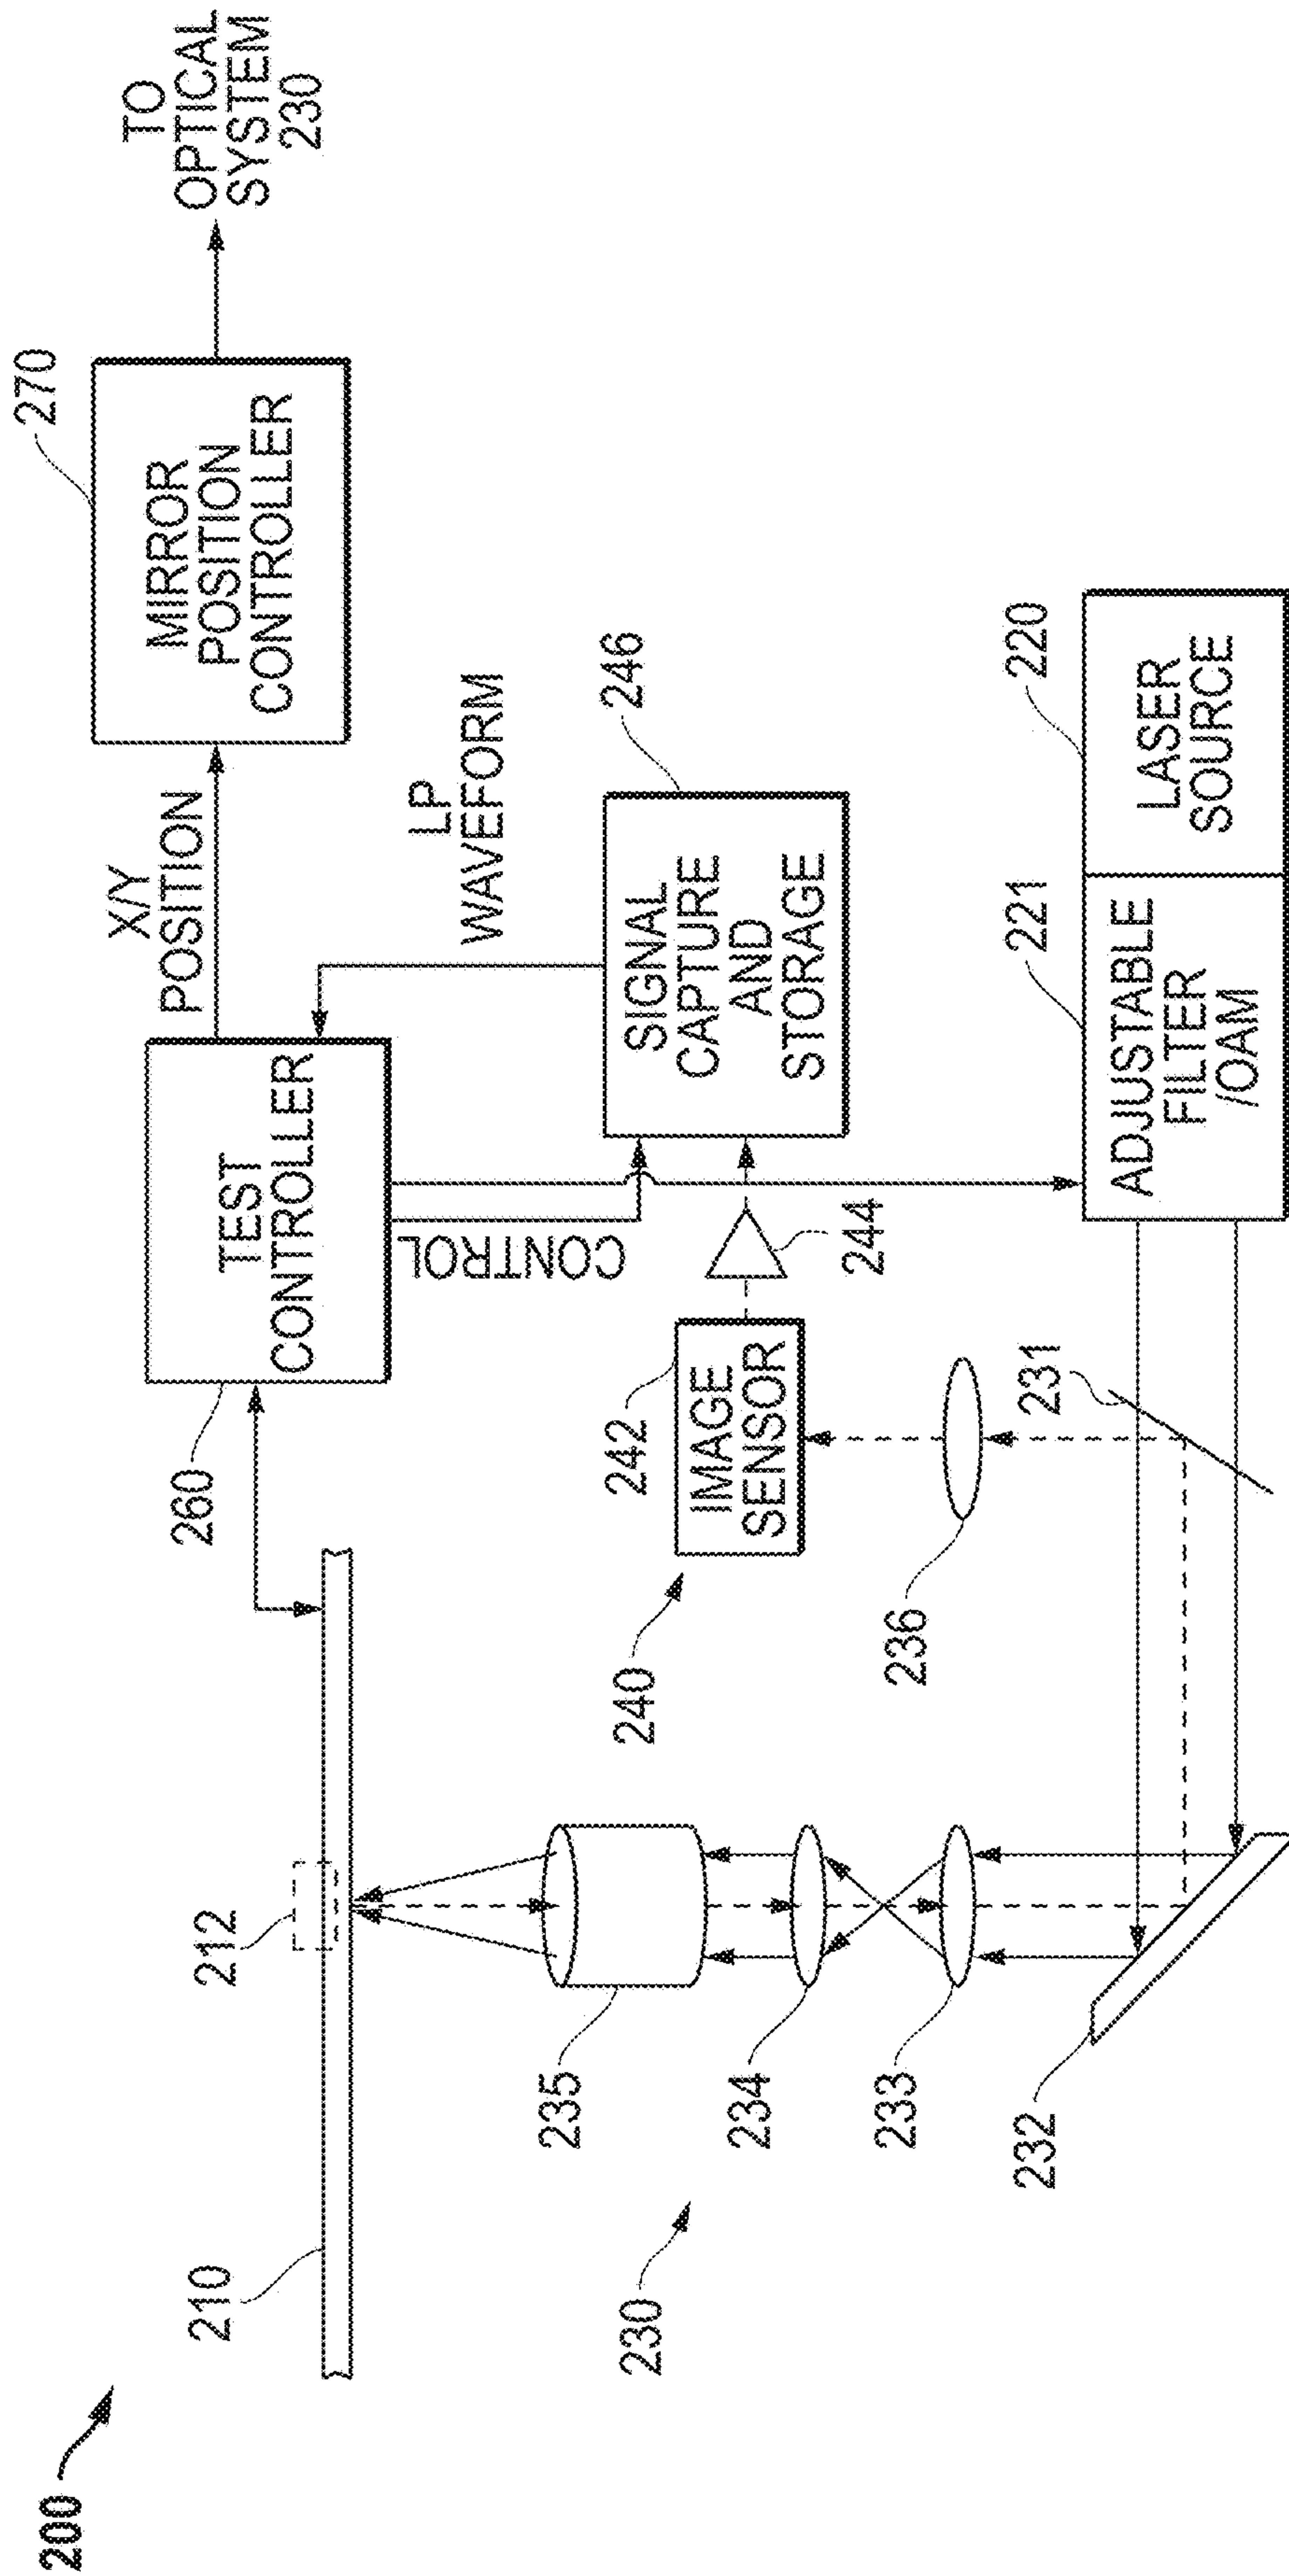 200
210
212
260
TEST
CONTROLLER
X/Y
POSITION
270
MIRROR
POSITION
CONTROLLER
TO
OPTICAL
SYSTEM
230
CONTROL
LP
WAVEFORM
230
235
234
233
232
240
242
IMAGE
SENSOR
244
246
SIGNAL
CAPTURE
AND
STORAGE
236
231
221
ADJUSTABLE
FILTER
/OAM
220
LASER
SOURCE